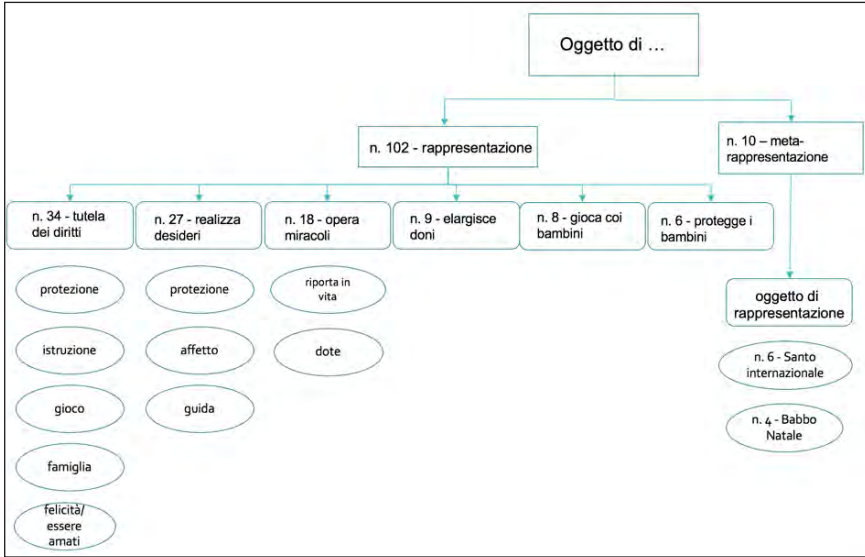 Oggetto di …
n. 102 - rappresentazione
n. 10 – meta-
rappresentazione
n. 34 - tutela
dei diritti
n. 27 - realizza
desideri
n. 18 - opera
miracoli
n. 9 - elargisce
doni
n. 8 - gioca coi
bambini
n. 6 - protegge i
bambini
protezione
istruzione
gioco
famiglia
felicità/
essere
amati
protezione
affetto
guida
riporta in
vita
dote
oggetto di
rappresentazione
n. 6 - Santo
internazionale
n. 4 - Babbo
Natale